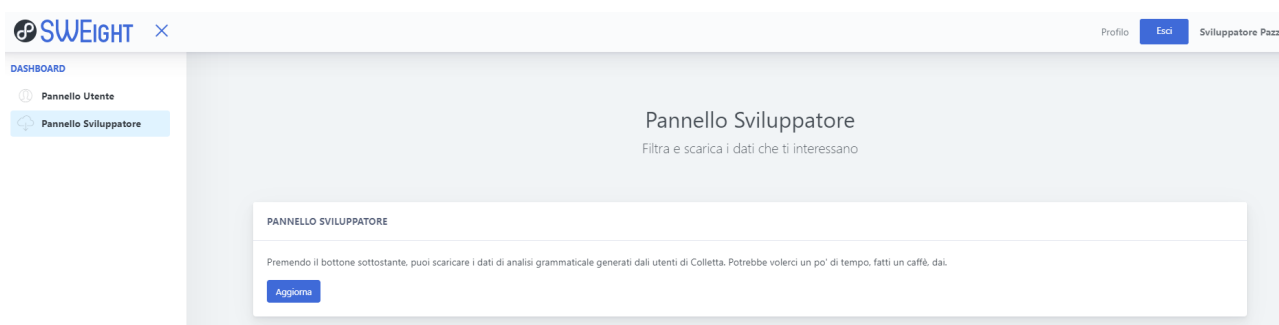 SWEIGHT
Profilo
Esci
Sviluppatore Pazz
DASHBOARD
Pannello Utente
Pannello Sviluppatore
Pannello Sviluppatore
Filtra e scarica i dati che ti interessano
PANNELLO SVILUPPATORE
Premendo il bottone sottostante, puoi scaricare i dati di analisi grammaticale generati dali utenti di Colletta. Potrebbe volerci un po' di tempo, fatti un caffè, dai.
Aggiorna